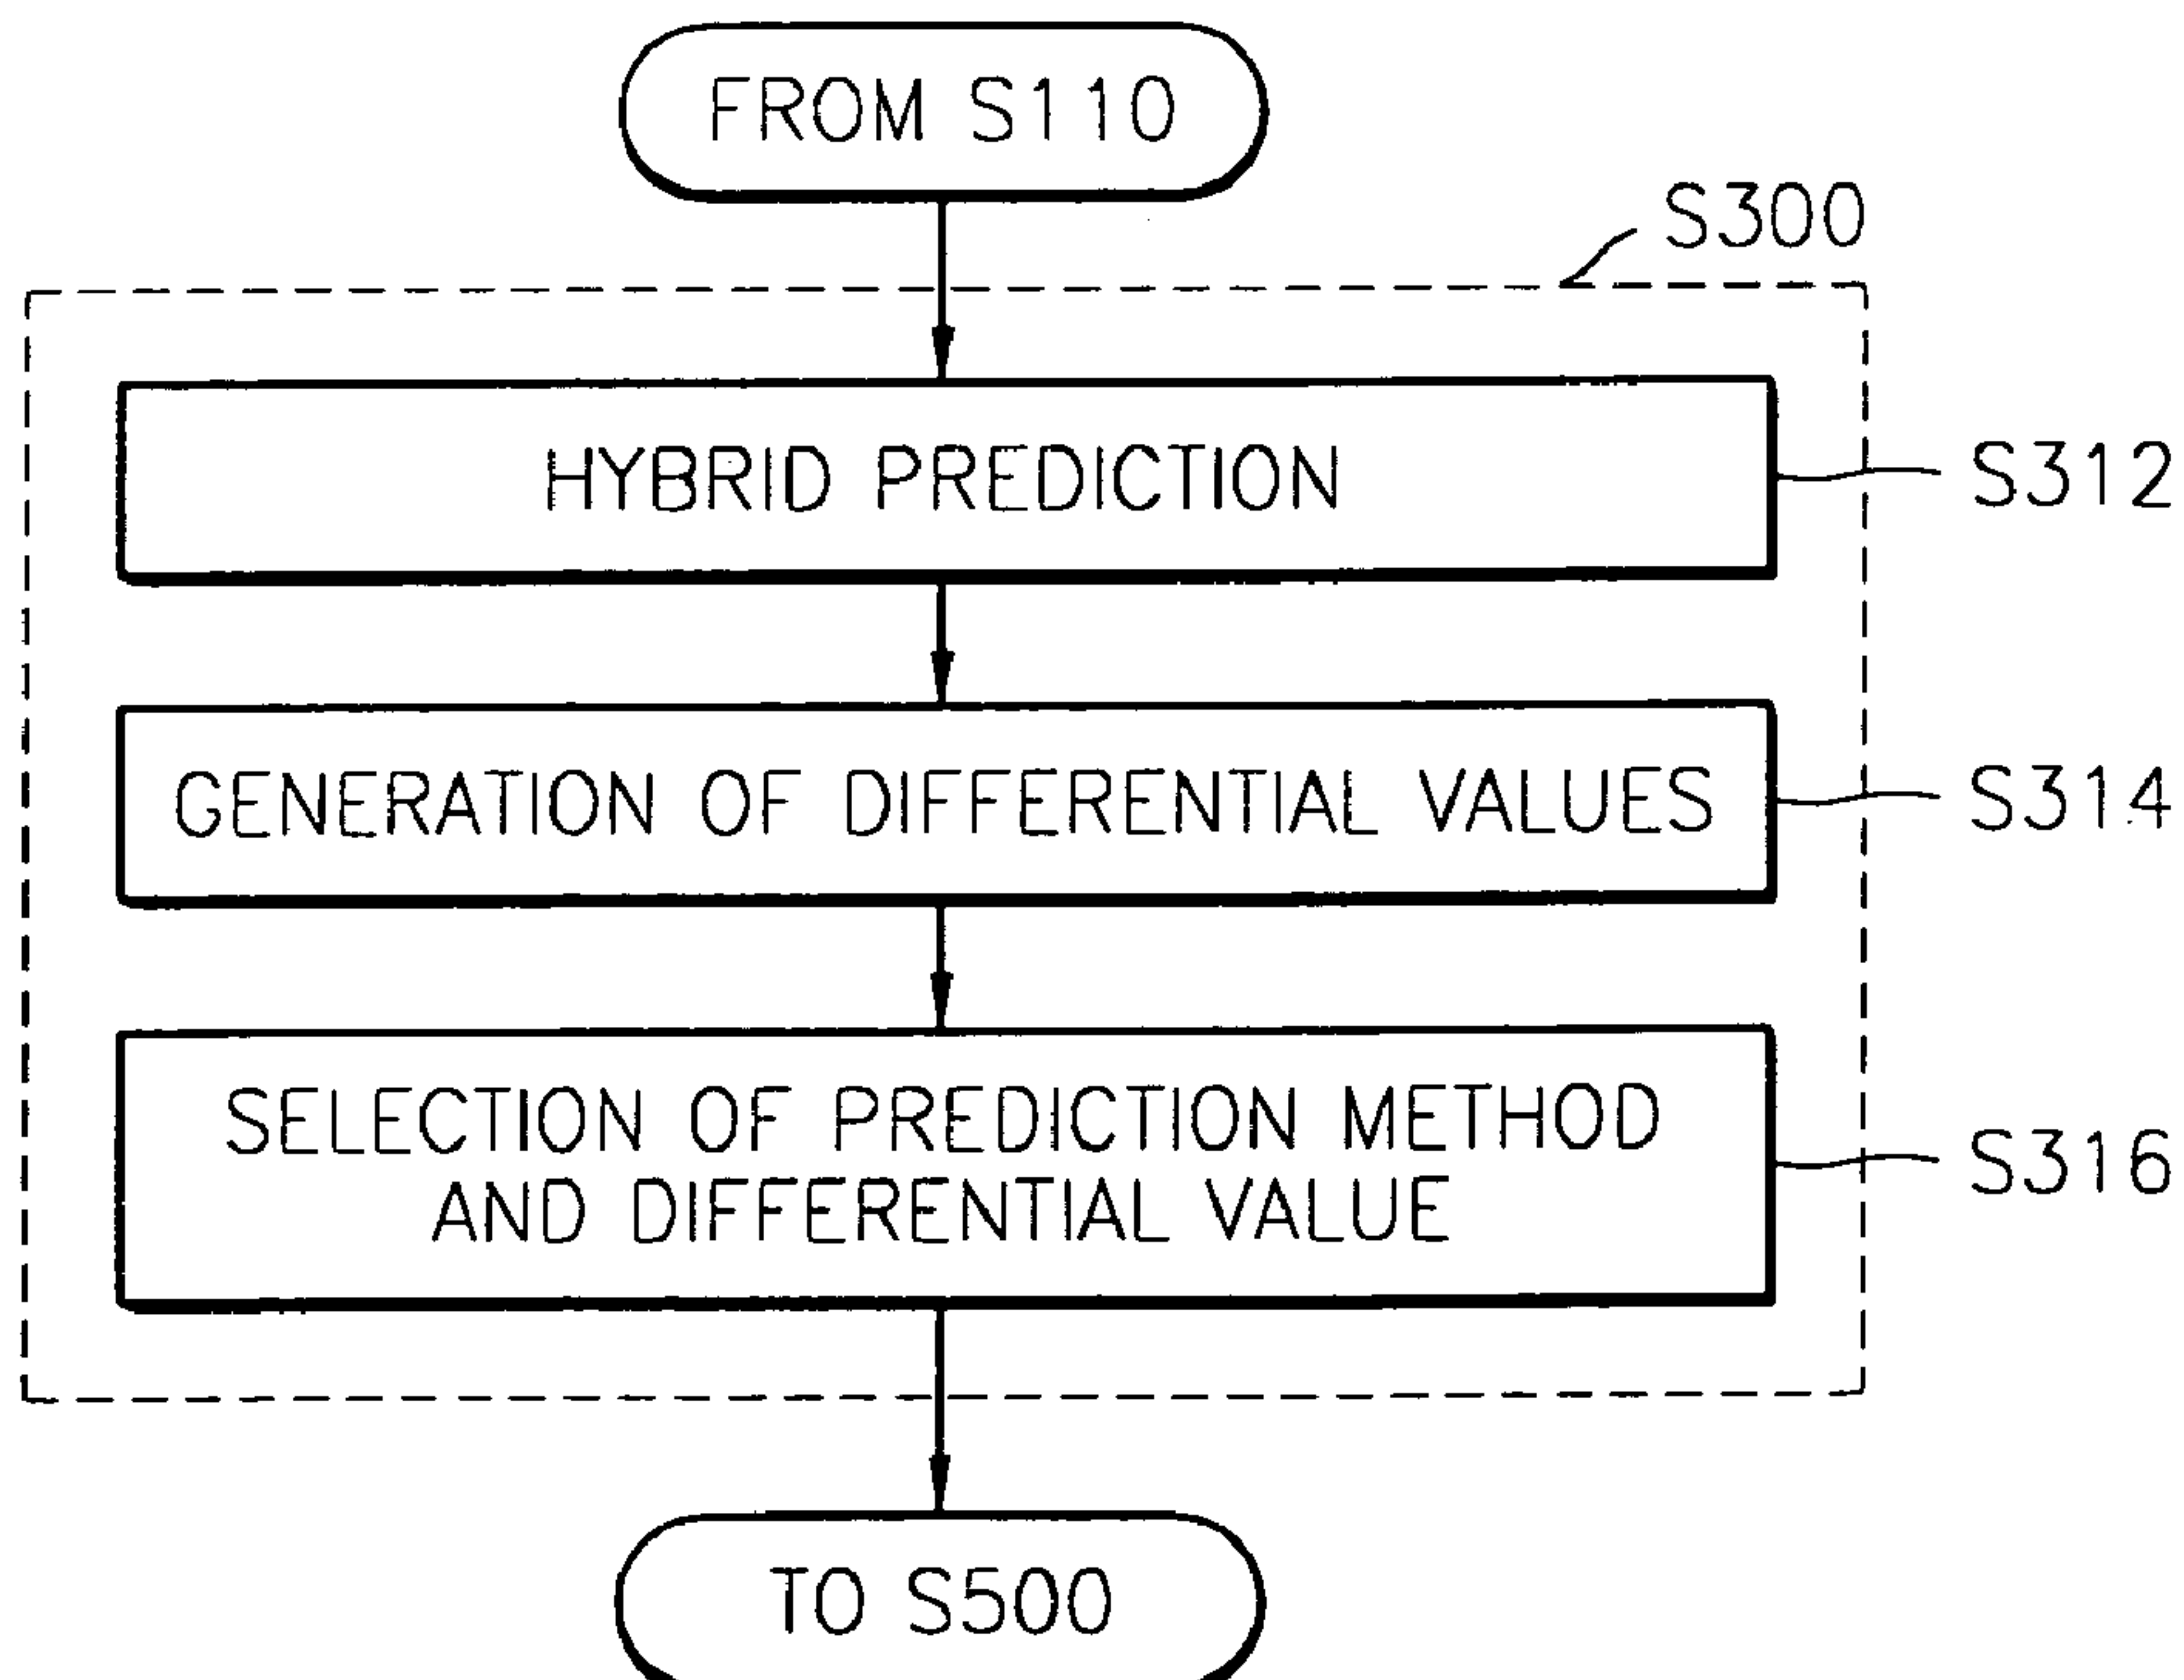 FROM S110
S300
HYBRID PREDICTION
S312
GENERATION OF DIFFERENTIAL VALUES
S314
SELECTION OF PREDICTION METHOD
AND DIFFERENTIAL VALUE
S316
TO S500